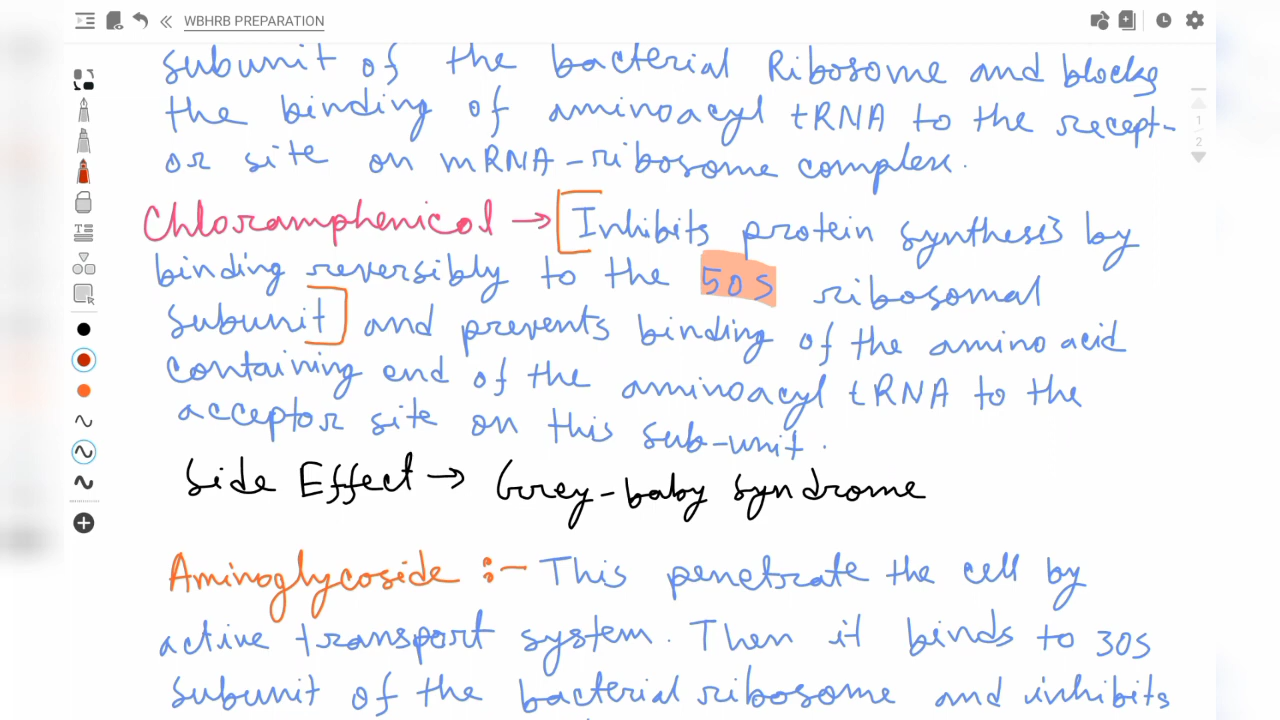 WBHRB PREPARATION
subunit of the bacterial Ribosome and blocks
the binding of aminoacyl tRNA to the recept-
or site on mRNA-ribosome complex.
Chloramphenicol → [Inhibits protein synthesis by
binding reversibly to the 50S ribosomal
subunit] and prevents binding of the amino acid
containing end of the aminoacyl tRNA to the
acceptor site on this sub-unit.
Side Effect → Grey-baby syndrome
Aminoglycoside :- This penetrate the cell by
active transport system. Then it binds to 30S
subunit of the bacterial ribosome and inhibits
1
2